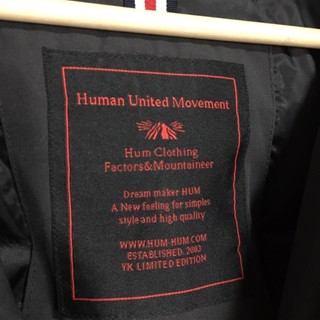 Human United Movement
Hum Clothing
Factors&Mountaineer
Dream maker HUM
A New feeling for simples
style and high quality
WWW.HUM-HUM.COM
ESTABLISHED. 2003
YK LIMITED EDITION